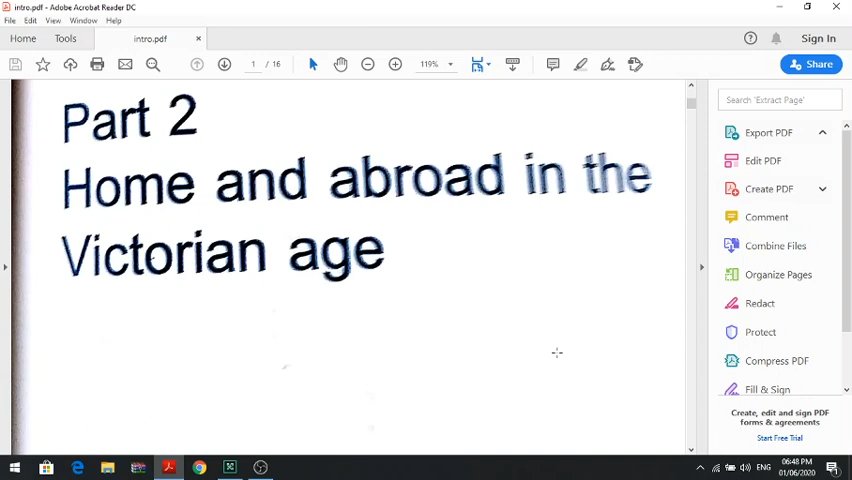 intro.pdf - Adobe Acrobat Reader DC
File Edit View Window Help
Home Tools intro.pdf × Sign In
1 / 16 119% Share
Part 2
Home and abroad in the
Victorian age
Search 'Extract Page'
Export PDF
Edit PDF
Create PDF
Comment
Combine Files
Organize Pages
Redact
Protect
Compress PDF
Fill & Sign
Create, edit and sign PDF
forms & agreements
Start Free Trial
ENG
06:48 PM
01/06/2020